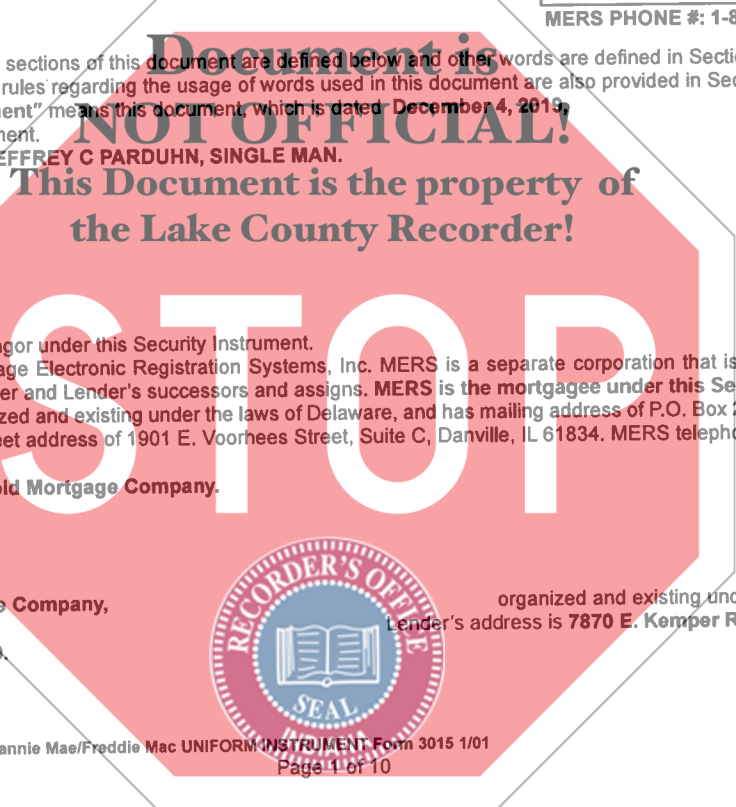 MERS PHONE #: 1-8
sections of this document are defined below and other words are defined in Secti
rules regarding the usage of words used in this document are also provided in Sec
ent" means this document, which is dated December 4, 2019,
ment.
EFFREY C PARDUHN, SINGLE MAN.
Document is
NOT OFFICIAL!
This Document is the property of
the Lake County Recorder!
STOP
agor under this Security Instrument.
age Electronic Registration Systems, Inc. MERS is a separate corporation that is
er and Lender's successors and assigns. MERS is the mortgagee under this Se
zed and existing under the laws of Delaware, and has mailing address of P.O. Box 2
eet address of 1901 E. Voorhees Street, Suite C, Danville, IL 61834. MERS telepho
ld Mortgage Company.
e Company,
organized and existing und
Lender's address is 7870 E. Kemper R
RECORDER'S OFFICE
SEAL
INDIANA
annie Mae/Freddie Mac UNIFORM INSTRUMENT Form 3015 1/01
Page 1 of 10